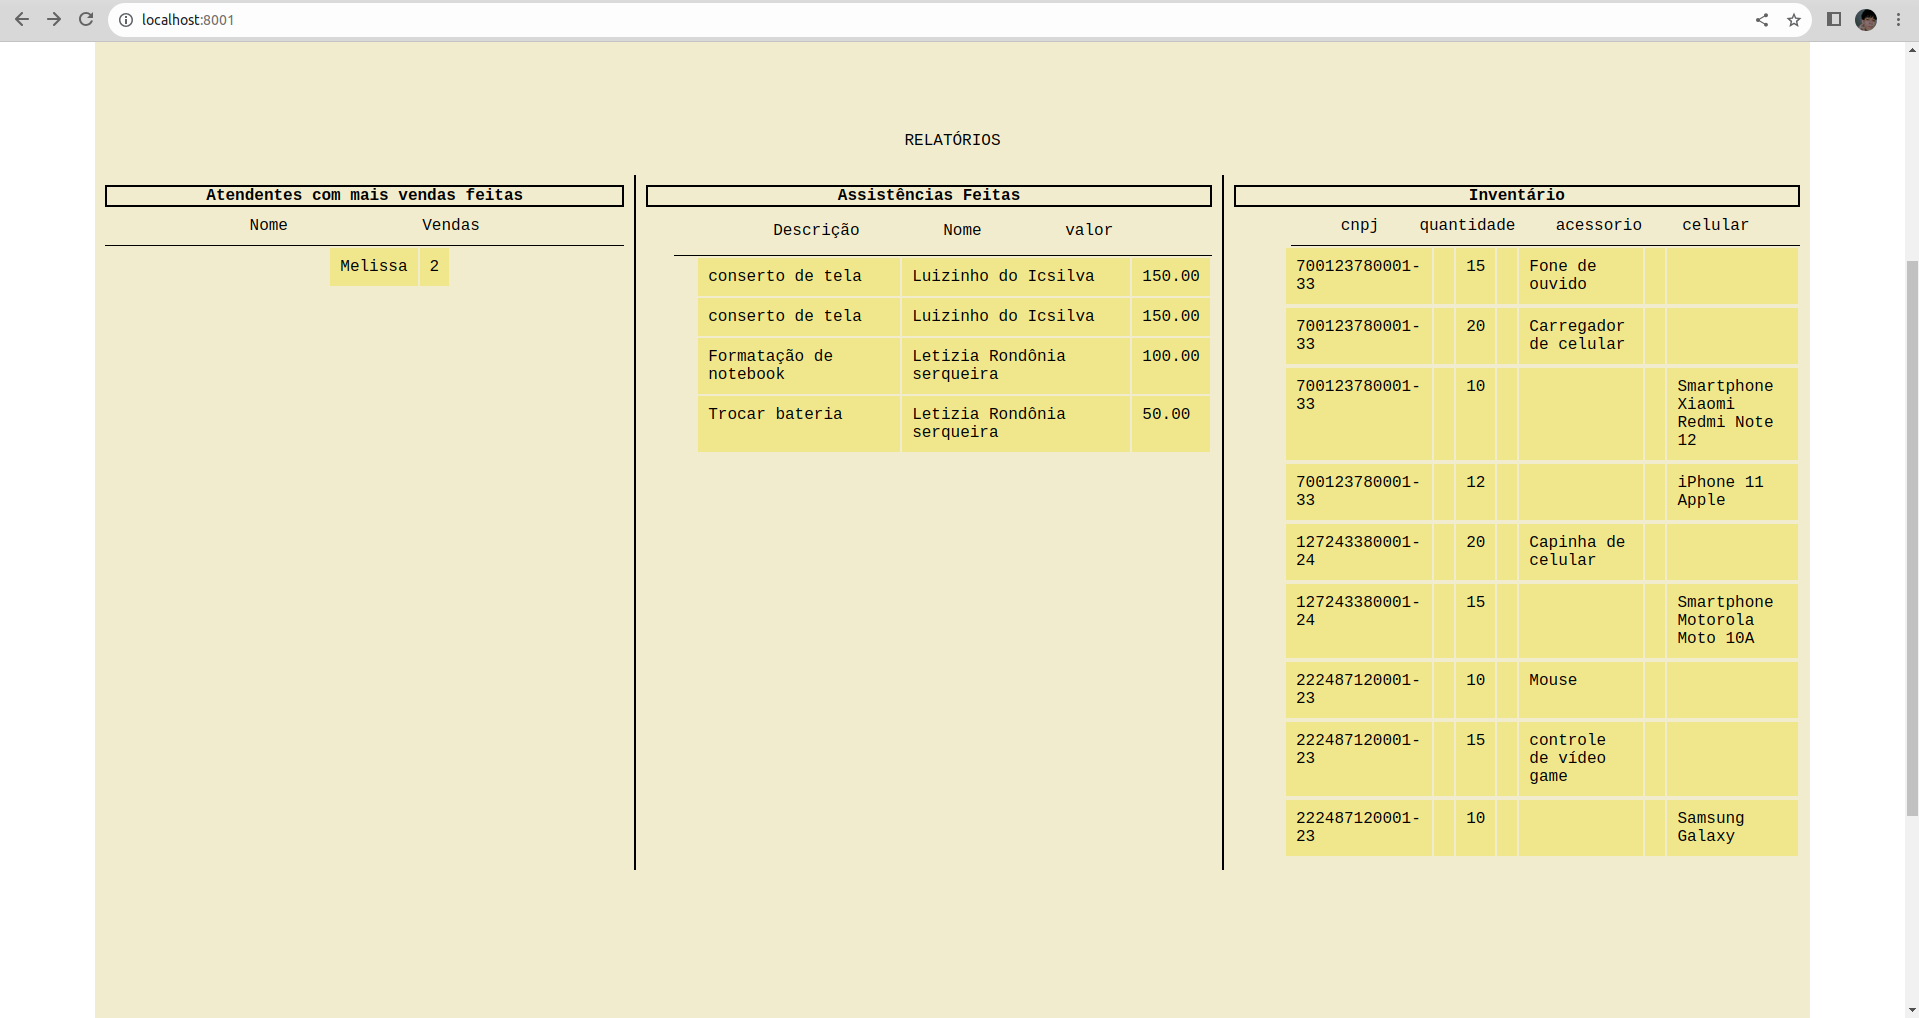 localhost:8001
RELATÓRIOS
Atendentes com mais vendas feitas
Nome Vendas
Melissa 2
Assistências Feitas
Descrição Nome valor
conserto de tela Luizinho do Icsilva 150.00
conserto de tela Luizinho do Icsilva 150.00
Formatação de Letizia Rondônia 100.00
notebook serqueira
Trocar bateria Letizia Rondônia 50.00
serqueira
Inventário
cnpj quantidade acessorio celular
700123780001- 15 Fone de
33 ouvido
700123780001- 20 Carregador
33 de celular
700123780001- 10 Smartphone
33 Xiaomi
Redmi Note
12
700123780001- 12 iPhone 11
33 Apple
127243380001- 20 Capinha de
24 celular
127243380001- 15 Smartphone
24 Motorola
Moto 10A
222487120001- 10 Mouse
23
222487120001- 15 controle
23 de vídeo
game
222487120001- 10 Samsung
23 Galaxy